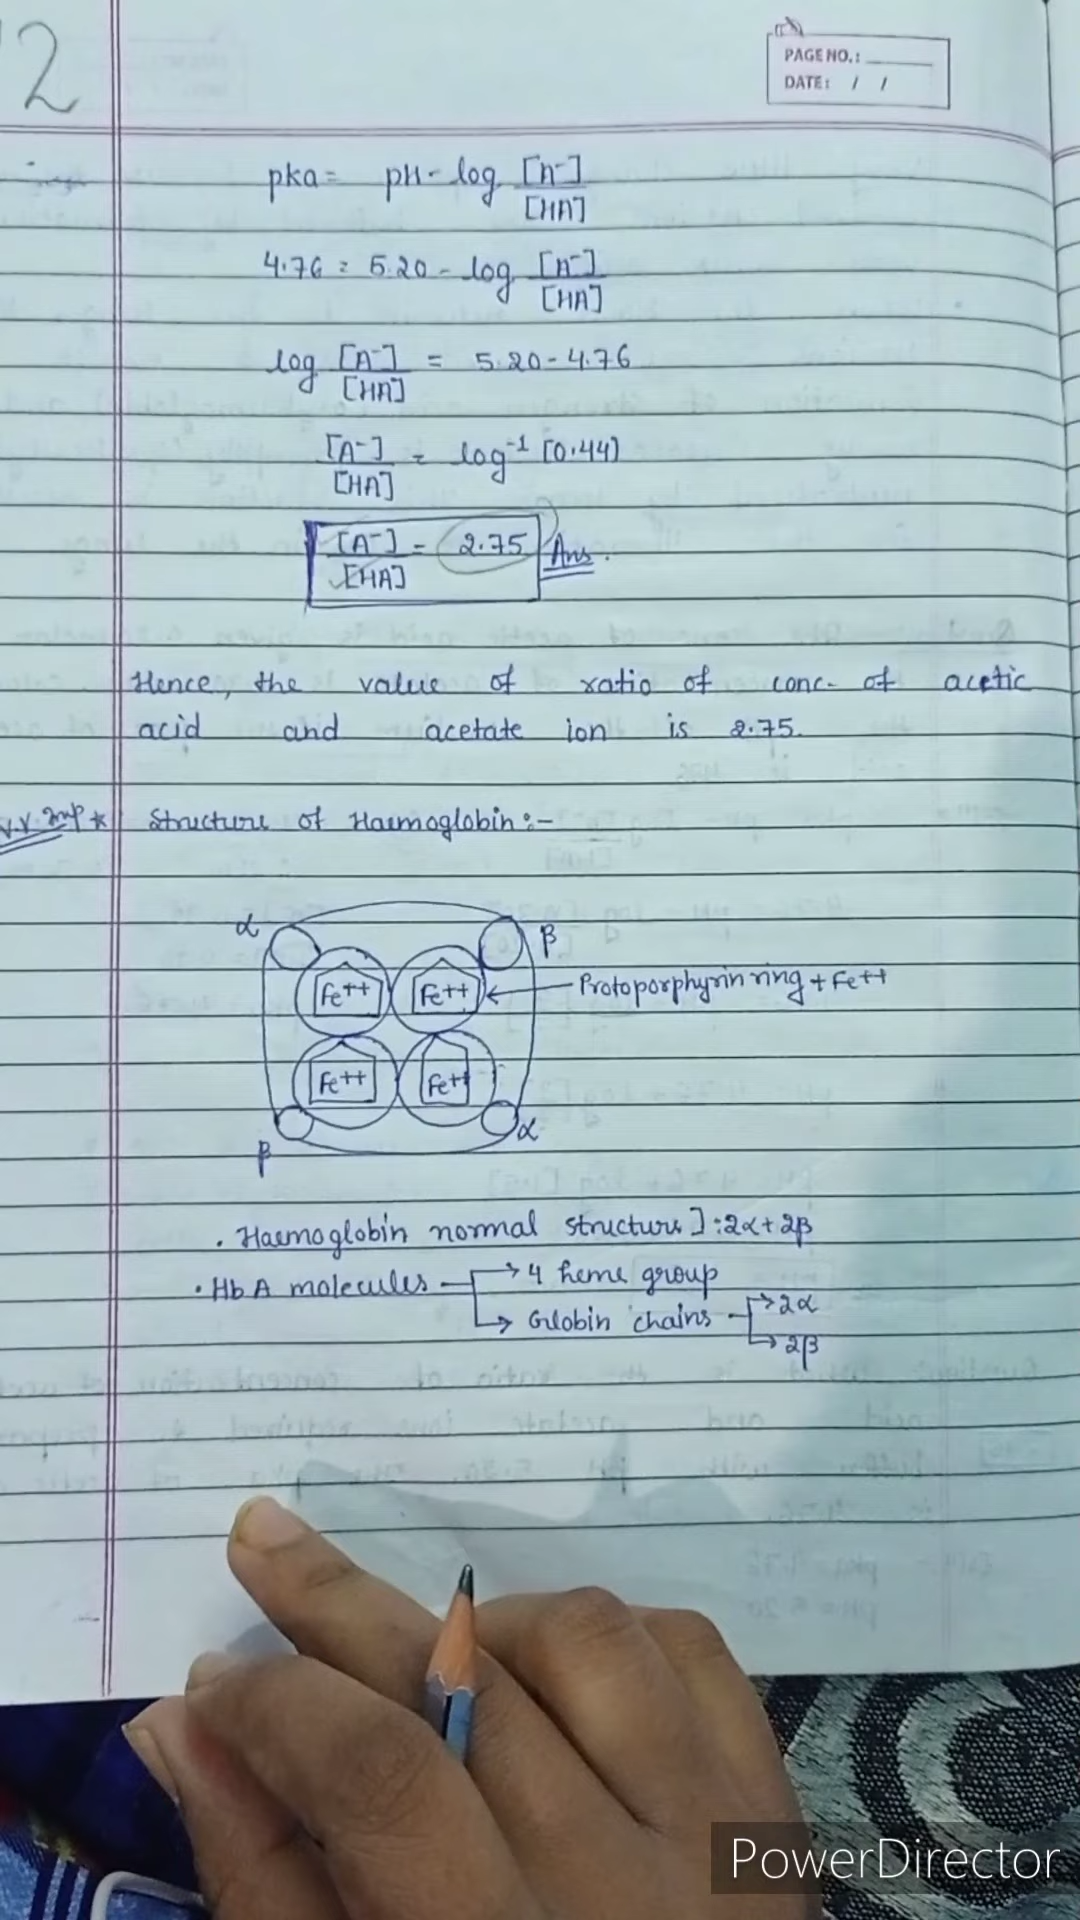 12
PAGE NO.:
DATE: / /
pka = pH - log [A-]/[HA]
4.76 = 5.20 - log [A-]/[HA]
log [A-]/[HA] = 5.20 - 4.76
[A-]/[HA] = log-1 [0.44)
[A-]/[HA] = 2.75 Ans.
Hence, the value of ratio of conc. of acetic
acid and acetate ion is 2.75.
V.V. Imp * Structure of Haemoglobin :-
α β
Fe++ Fe++ Protoporphyrin ring + Fe++
Fe++ Fe++
β α
. Haemoglobin normal structure] : 2α + 2β
. Hb A molecules → 4 heme group
→ Globin chains → 2α
→ 2β
PowerDirector